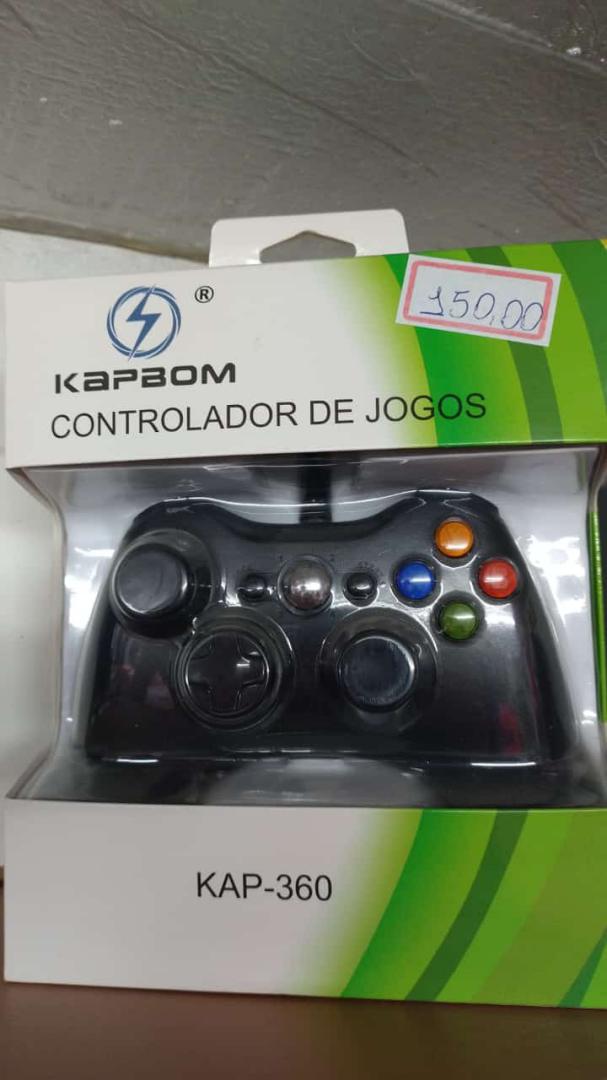 150,00
®
KAPBOM
CONTROLADOR DE JOGOS
KAP-360